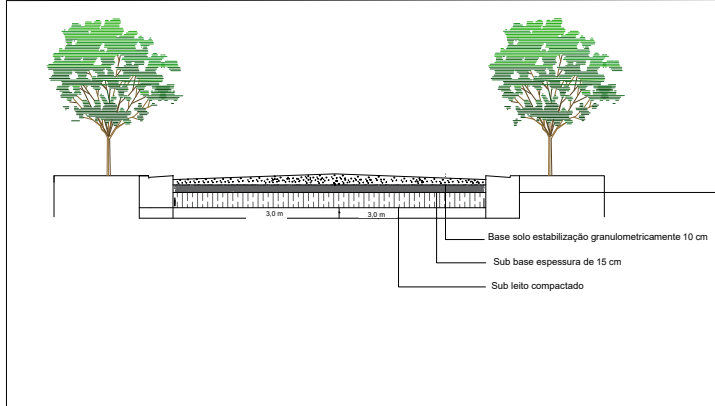 3,0 m
3.0 m
Base solo estabilização granulometricamente 10 cm
Sub base espessura de 15 cm
Sub leito compactado